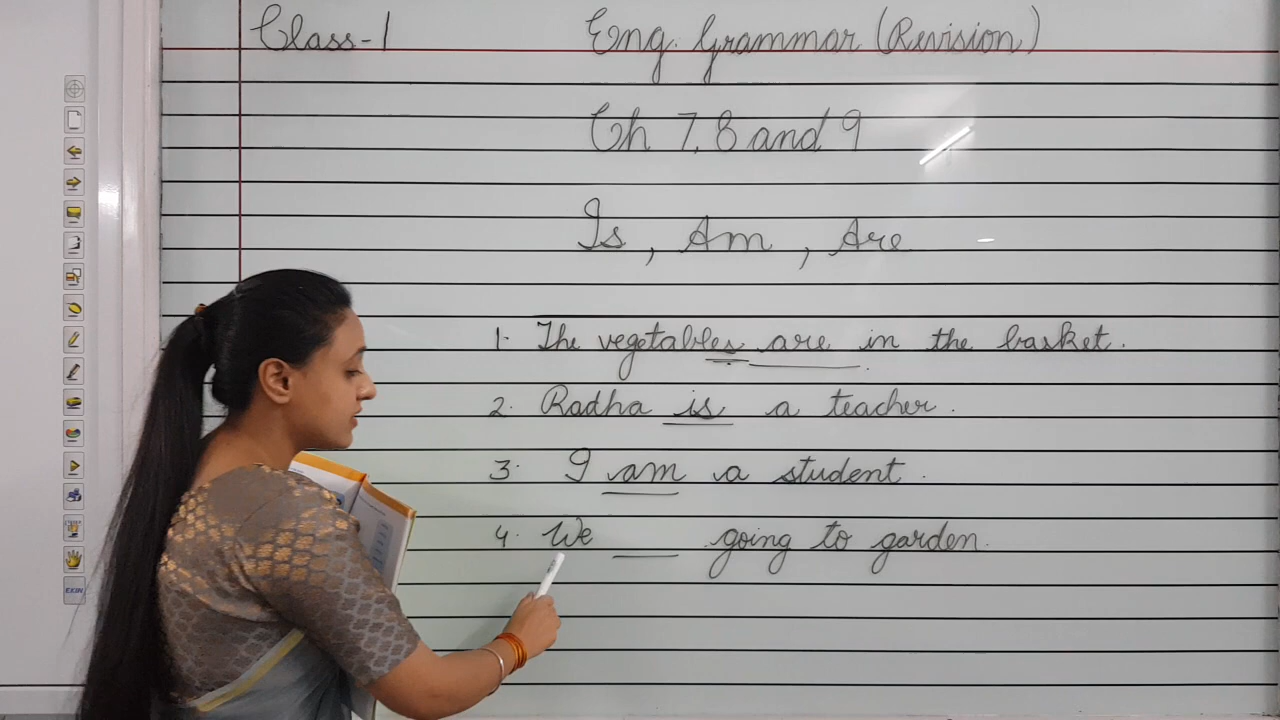 Class-1
Eng. Grammar (Revision)
Ch 7, 8 and 9
Is, Am, Are
1. The vegetables are in the basket.
2. Radha is a teacher.
3. I am a student.
4. We ___ going to garden.
EKIN